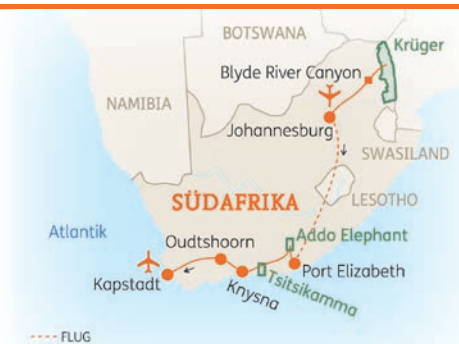 BOTSWANA
Krüger
Blyde River Canyon
NAMIBIA
Johannesburg
SWASILAND
LESOTHO
SÜDAFRIKA
Addo Elephant
Atlantik
Oudtshoorn
Port Elizabeth
Kapstadt
Knysna
Tsitsikamma
FLUG